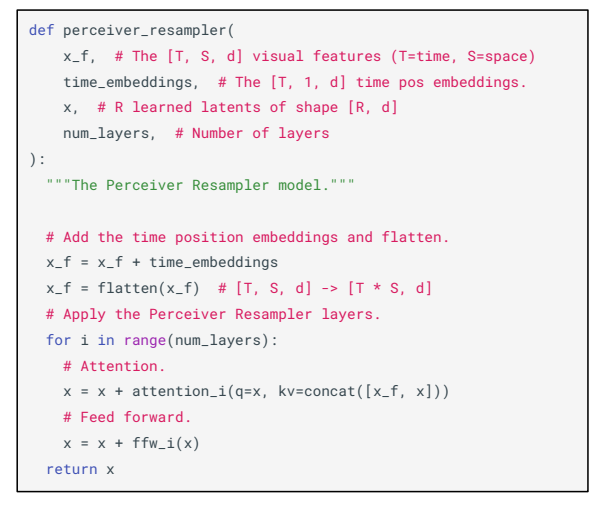 def perceiver_resampler(
    x_f,  # The [T, S, d] visual features (T=time, S=space)
    time_embeddings,  # The [T, 1, d] time pos embeddings.
    x,  # R learned latents of shape [R, d]
    num_layers,  # Number of layers
):
  """The Perceiver Resampler model."""

  # Add the time position embeddings and flatten.
  x_f = x_f + time_embeddings
  x_f = flatten(x_f)  # [T, S, d] -> [T * S, d]
  # Apply the Perceiver Resampler layers.
  for i in range(num_layers):
    # Attention.
    x = x + attention_i(q=x, kv=concat([x_f, x]))
    # Feed forward.
    x = x + ffw_i(x)
  return x